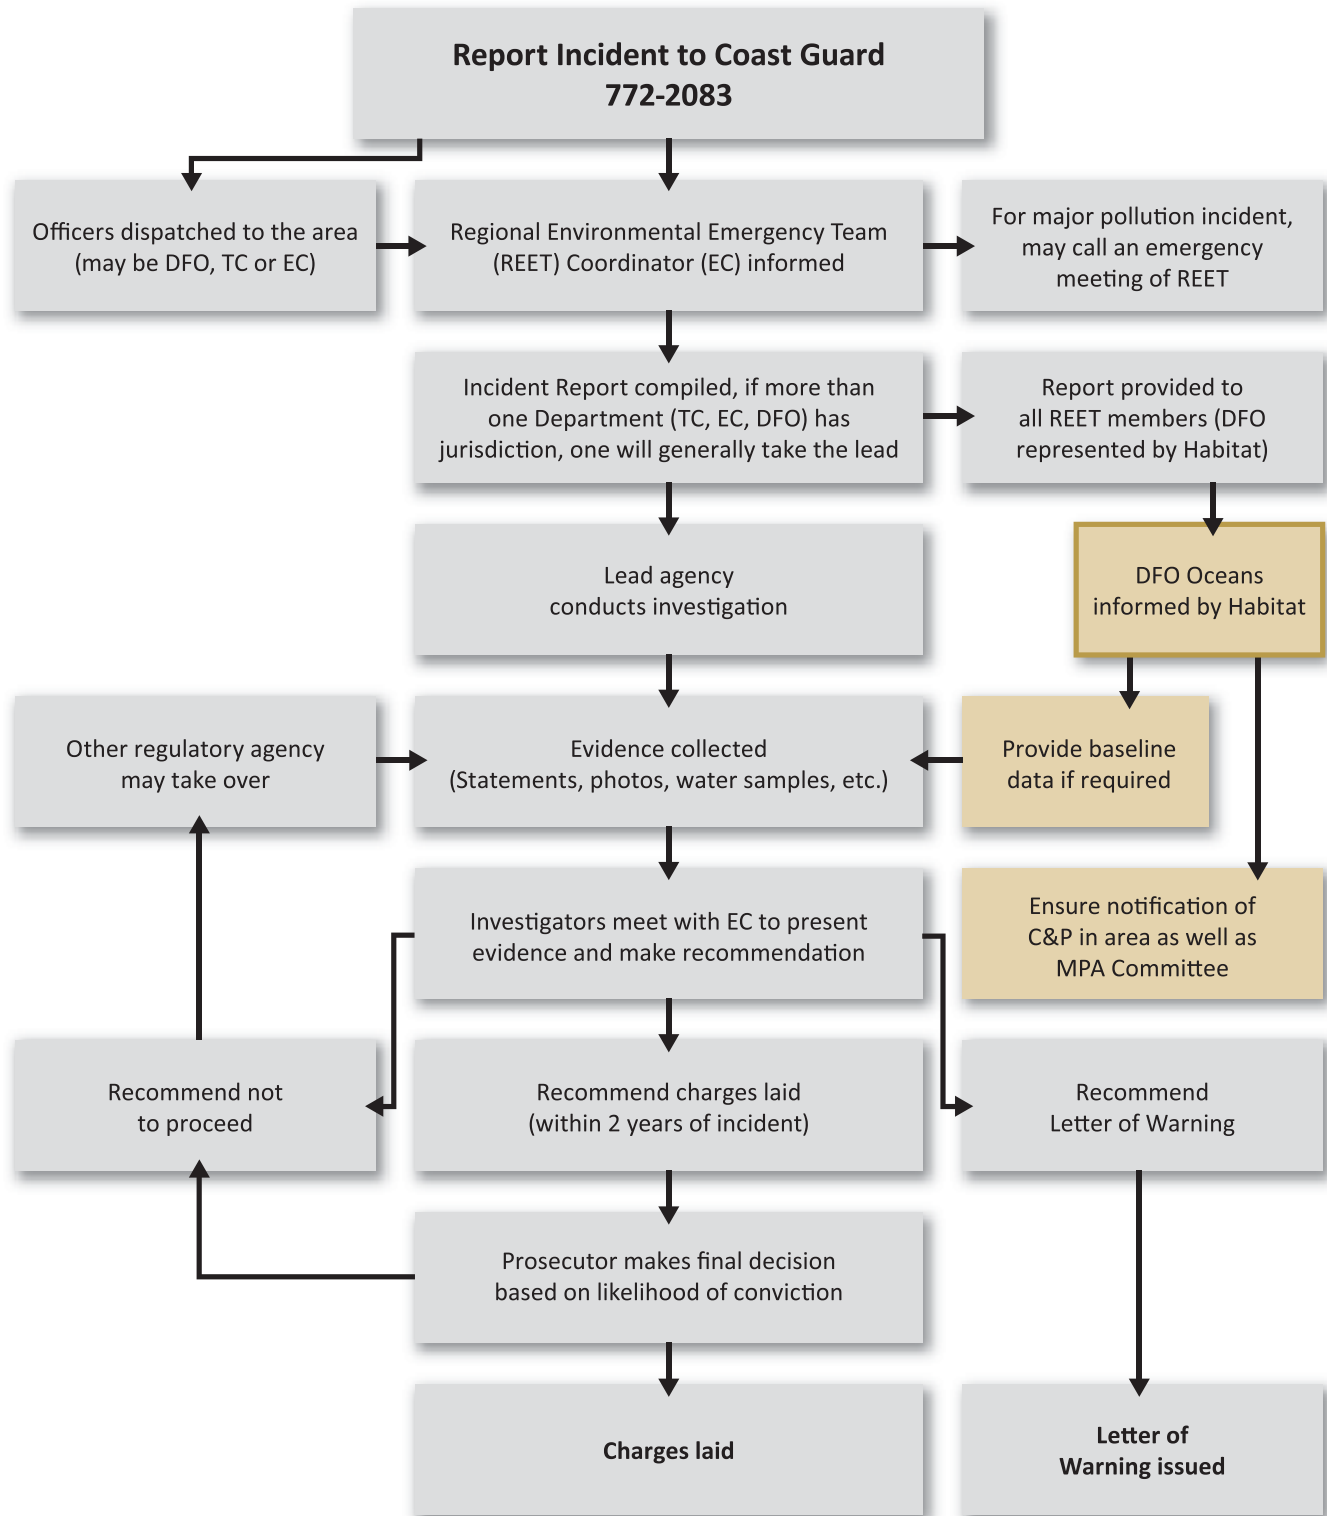 Report Incident to Coast Guard
772-2083
Officers dispatched to the area
(may be DFO, TC or EC)
Regional Environmental Emergency Team
(REET) Coordinator (EC) informed
For major pollution incident,
may call an emergency
meeting of REET
Incident Report compiled, if more than
one Department (TC, EC, DFO) has
jurisdiction, one will generally take the lead
Report provided to
all REET members (DFO
represented by Habitat)
Lead agency
conducts investigation
DFO Oceans
informed by Habitat
Other regulatory agency
may take over
Evidence collected
(Statements, photos, water samples, etc.)
Provide baseline
data if required
Investigators meet with EC to present
evidence and make recommendation
Ensure notification of
C&P in area as well as
MPA Committee
Recommend not
to proceed
Recommend charges laid
(within 2 years of incident)
Recommend
Letter of Warning
Prosecutor makes final decision
based on likelihood of conviction
Charges laid
Letter of
Warning issued